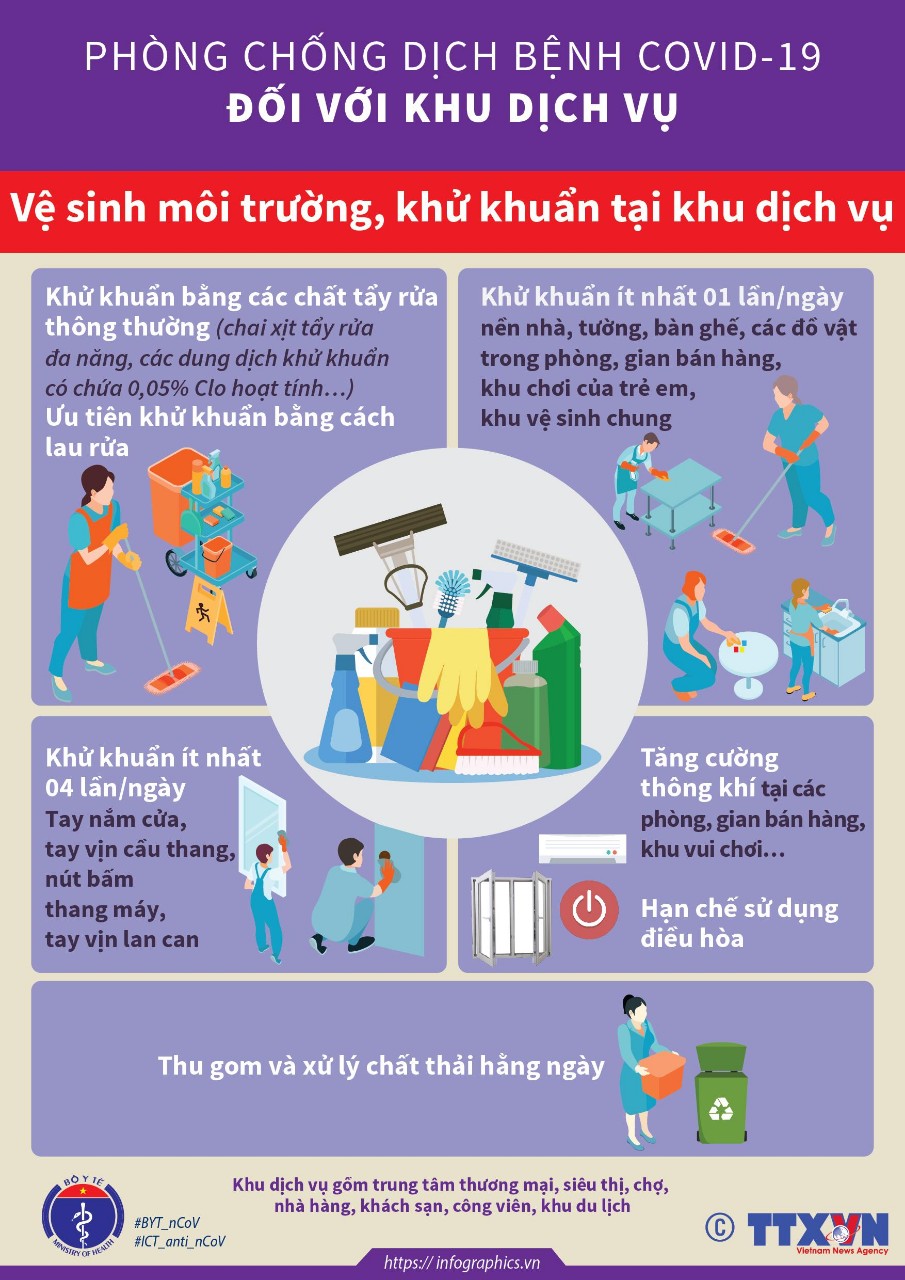 PHÒNG CHỐNG DỊCH BỆNH COVID-19
ĐỐI VỚI KHU DỊCH VỤ
Vệ sinh môi trường, khử khuẩn tại khu dịch vụ
Khử khuẩn bằng các chất tẩy rửa
thông thường (chai xịt tẩy rửa
đa năng, các dung dịch khử khuẩn
có chứa 0,05% Clo hoạt tính...)
Ưu tiên khử khuẩn bằng cách
lau rửa
Khử khuẩn ít nhất 01 lần/ngày
nền nhà, tường, bàn ghế, các đồ vật
trong phòng, gian bán hàng,
khu chơi của trẻ em,
khu vệ sinh chung
Khử khuẩn ít nhất
04 lần/ngày
Tay nắm cửa,
tay vịn cầu thang,
nút bấm
thang máy,
tay vịn lan can
Tăng cường
thông khí tại các
phòng, gian bán hàng,
khu vui chơi...
Hạn chế sử dụng
điều hòa
Thu gom và xử lý chất thải hằng ngày
BỘ Y TẾ
MINISTRY OF HEALTH
#BYT_nCoV
#ICT_anti_nCoV
Khu dịch vụ gồm trung tâm thương mại, siêu thị, chợ,
nhà hàng, khách sạn, công viên, khu du lịch
© TTXVN
Vietnam News Agency
https://infographics.vn